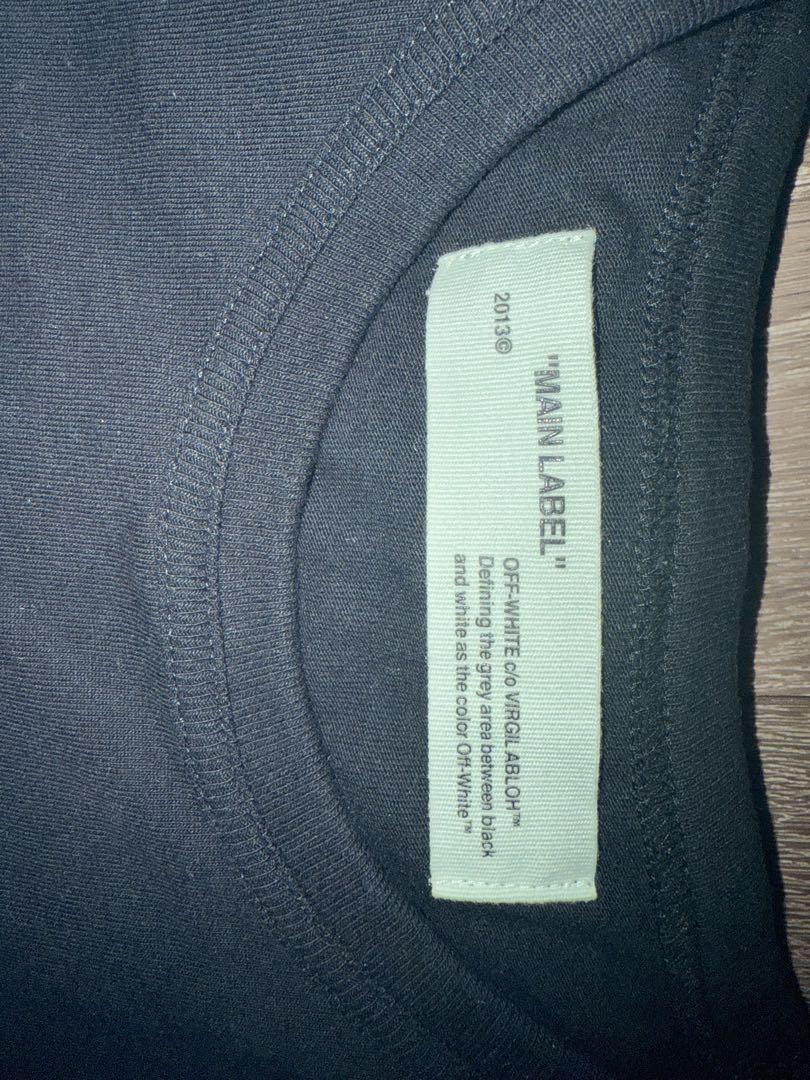 2013©
"MAIN LABEL"
OFF-WHITE c/o VIRGIL ABLOH™
Defining the grey area between black
and white as the color Off-White™